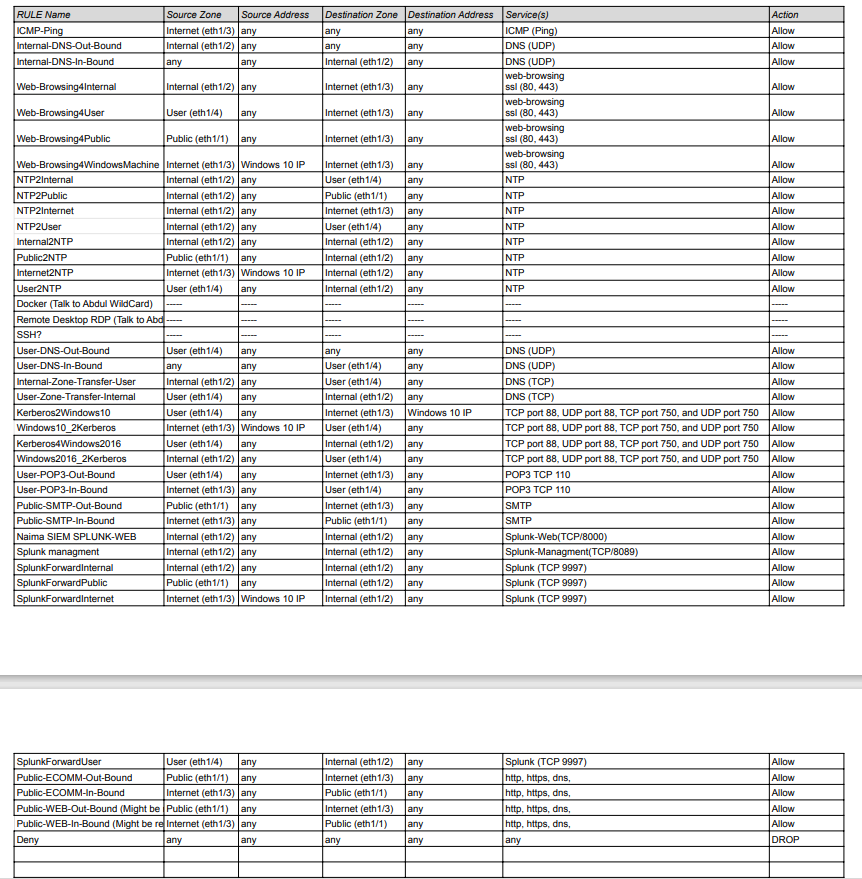 RULE Name Source Zone Source Address Destination Zone Destination Address Service(s) Action
ICMP-Ping Internet (eth1/3) any any any ICMP (Ping) Allow
Internal-DNS-Out-Bound Internal (eth1/2) any any any DNS (UDP) Allow
Internal-DNS-In-Bound any any Internal (eth1/2) any DNS (UDP) Allow
web-browsing
Web-Browsing4Internal Internal (eth1/2) any Internet (eth1/3) any ssl (80, 443) Allow
web-browsing
Web-Browsing4User User (eth1/4) any Internet (eth1/3) any ssl (80, 443) Allow
web-browsing
Web-Browsing4Public Public (eth1/1) any Internet (eth1/3) any ssl (80, 443) Allow
web-browsing
Web-Browsing4WindowsMachine Internet (eth1/3) Windows 10 IP Internet (eth1/3) any ssl (80, 443) Allow
NTP2Internal Internal (eth1/2) any User (eth1/4) any NTP Allow
NTP2Public Internal (eth1/2) any Public (eth1/1) any NTP Allow
NTP2Internet Internal (eth1/2) any Internet (eth1/3) any NTP Allow
NTP2User Internal (eth1/2) any User (eth1/4) any NTP Allow
Internal2NTP Internal (eth1/2) any Internal (eth1/2) any NTP Allow
Public2NTP Public (eth1/1) any Internal (eth1/2) any NTP Allow
Internet2NTP Internet (eth1/3) Windows 10 IP Internal (eth1/2) any NTP Allow
User2NTP User (eth1/4) any Internal (eth1/2) any NTP Allow
Docker (Talk to Abdul WildCard) ----- ----- ----- ----- ----- -----
Remote Desktop RDP (Talk to Abd ----- ----- ----- ----- ----- -----
SSH? ----- ----- ----- ----- ----- -----
User-DNS-Out-Bound User (eth1/4) any any any DNS (UDP) Allow
User-DNS-In-Bound any any User (eth1/4) any DNS (UDP) Allow
Internal-Zone-Transfer-User Internal (eth1/2) any User (eth1/4) any DNS (TCP) Allow
User-Zone-Transfer-Internal User (eth1/4) any Internal (eth1/2) any DNS (TCP) Allow
Kerberos2Windows10 User (eth1/4) any Internet (eth1/3) Windows 10 IP TCP port 88, UDP port 88, TCP port 750, and UDP port 750 Allow
Windows10_2Kerberos Internet (eth1/3) Windows 10 IP User (eth1/4) any TCP port 88, UDP port 88, TCP port 750, and UDP port 750 Allow
Kerberos4Windows2016 User (eth1/4) any Internal (eth1/2) any TCP port 88, UDP port 88, TCP port 750, and UDP port 750 Allow
Windows2016_2Kerberos Internal (eth1/2) any User (eth1/4) any TCP port 88, UDP port 88, TCP port 750, and UDP port 750 Allow
User-POP3-Out-Bound User (eth1/4) any Internet (eth1/3) any POP3 TCP 110 Allow
User-POP3-In-Bound Internet (eth1/3) any User (eth1/4) any POP3 TCP 110 Allow
Public-SMTP-Out-Bound Public (eth1/1) any Internet (eth1/3) any SMTP Allow
Public-SMTP-In-Bound Internet (eth1/3) any Public (eth1/1) any SMTP Allow
Naima SIEM SPLUNK-WEB Internal (eth1/2) any Internal (eth1/2) any Splunk-Web(TCP/8000) Allow
Splunk managment Internal (eth1/2) any Internal (eth1/2) any Splunk-Managment(TCP/8089) Allow
SplunkForwardInternal Internal (eth1/2) any Internal (eth1/2) any Splunk (TCP 9997) Allow
SplunkForwardPublic Public (eth1/1) any Internal (eth1/2) any Splunk (TCP 9997) Allow
SplunkForwardInternet Internet (eth1/3) Windows 10 IP Internal (eth1/2) any Splunk (TCP 9997) Allow
SplunkForwardUser User (eth1/4) any Internal (eth1/2) any Splunk (TCP 9997) Allow
Public-ECOMM-Out-Bound Public (eth1/1) any Internet (eth1/3) any http, https, dns, Allow
Public-ECOMM-In-Bound Internet (eth1/3) any Public (eth1/1) any http, https, dns, Allow
Public-WEB-Out-Bound (Might be Public (eth1/1) any Internet (eth1/3) any http, https, dns, Allow
Public-WEB-In-Bound (Might be re Internet (eth1/3) any Public (eth1/1) any http, https, dns, Allow
Deny any any any any any DROP